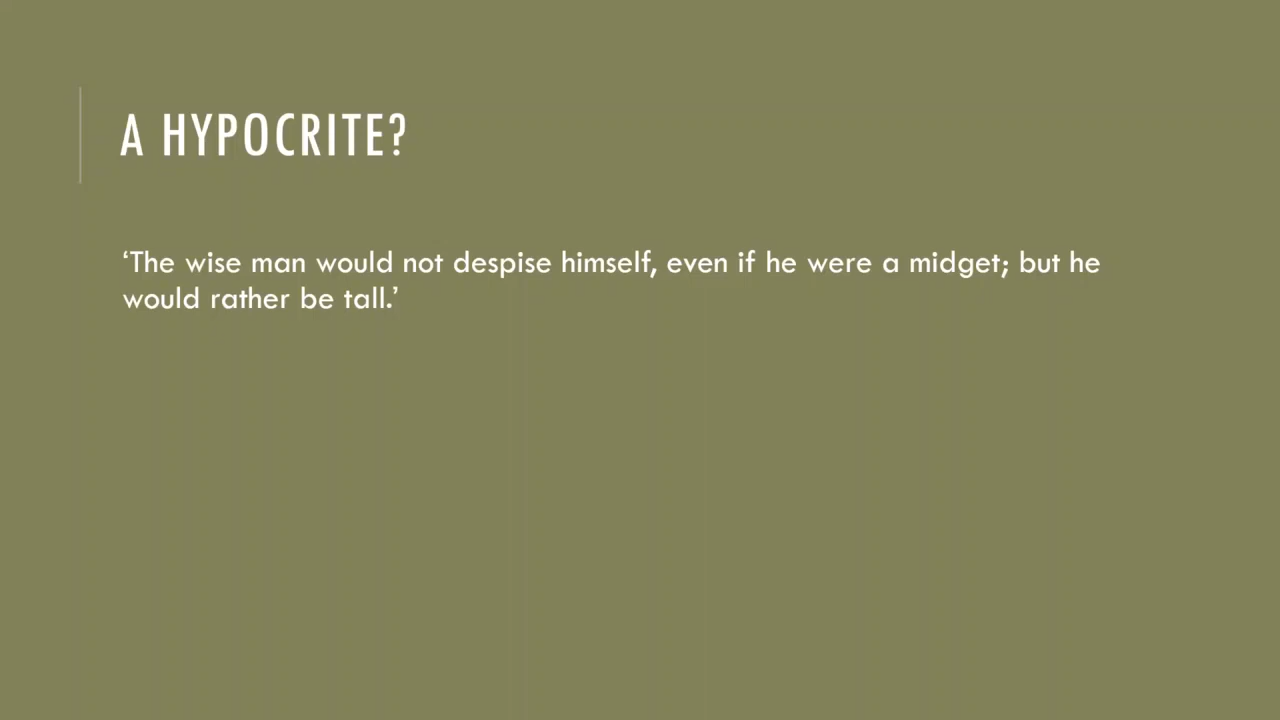 A HYPOCRITE?
‘The wise man would not despise himself, even if he were a midget; but he
would rather be tall.’